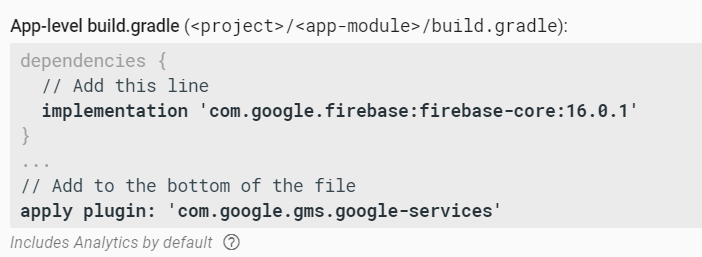 App-level build.gradle (<project>/<app-module>/build.gradle):
dependencies {
// Add this line
implementation 'com.google.firebase:firebase-core:16.0.1'
}
...
// Add to the bottom of the file
apply plugin: 'com.google.gms.google-services'
Includes Analytics by default ?